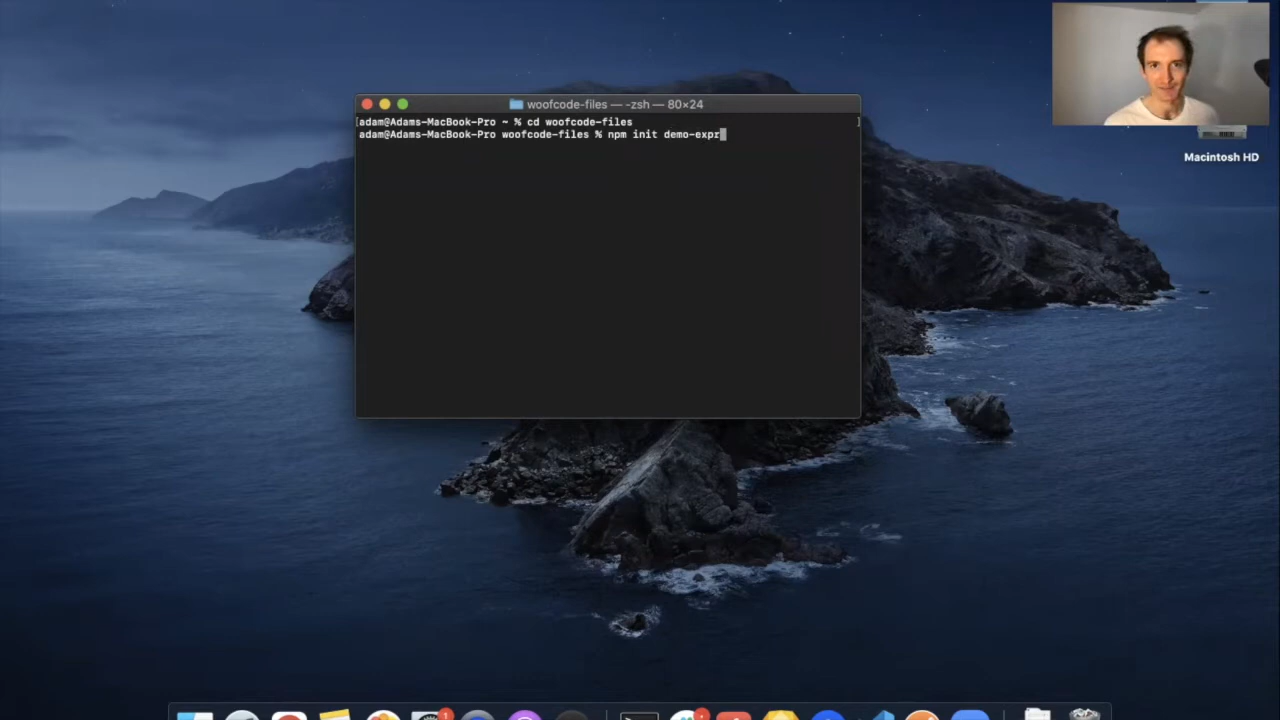 woofcode-files — -zsh — 80×24
[adam@Adams-MacBook-Pro ~ % cd woofcode-files ]
adam@Adams-MacBook-Pro woofcode-files % npm init demo-expr
Macintosh HD